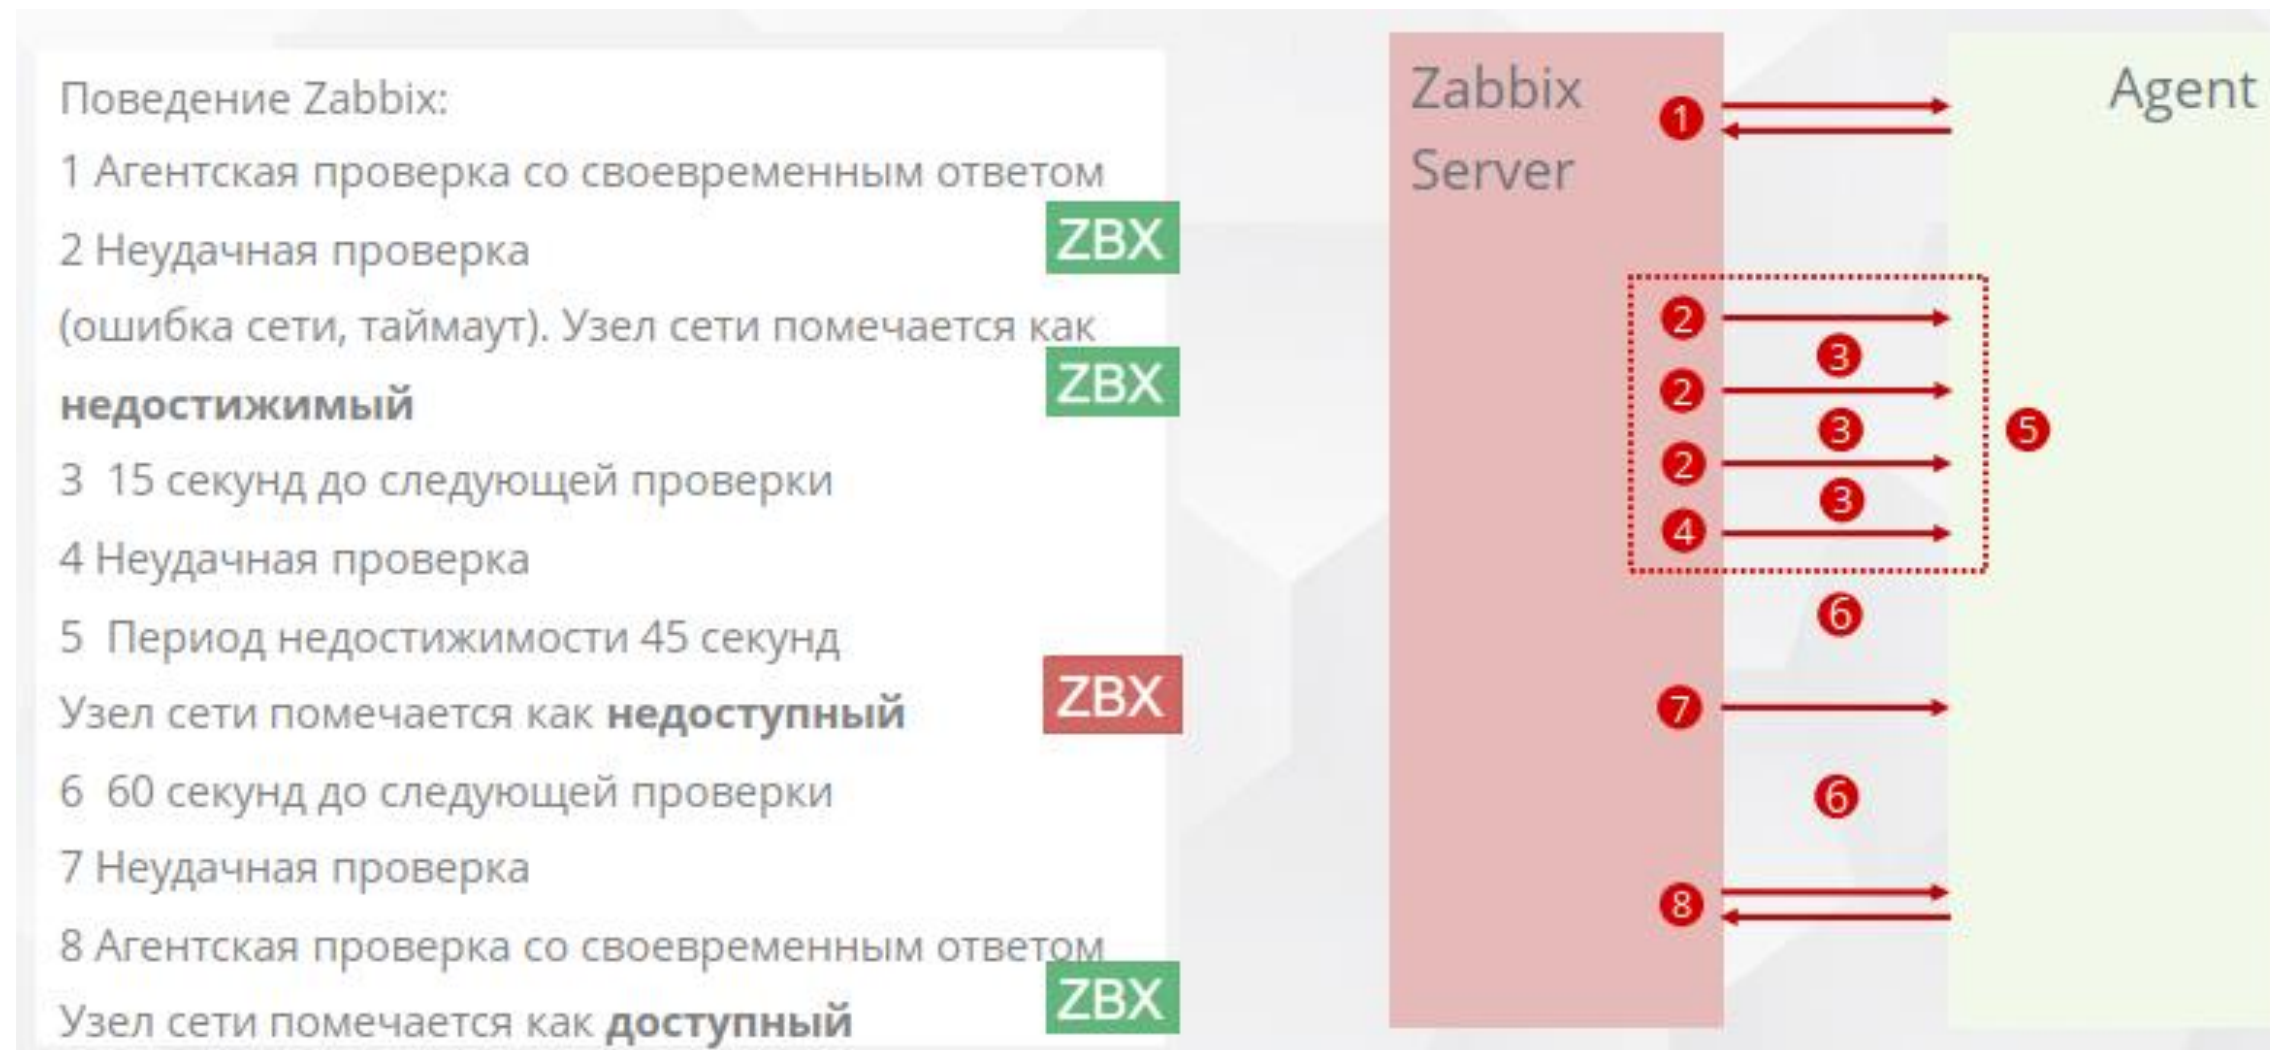 Поведение Zabbix:
1 Агентская проверка со своевременным ответом
2 Неудачная проверка
ZBX
(ошибка сети, таймаут). Узел сети помечается как
недостижимый
ZBX
3 15 секунд до следующей проверки
4 Неудачная проверка
5 Период недостижимости 45 секунд
Узел сети помечается как недоступный
ZBX
6 60 секунд до следующей проверки
7 Неудачная проверка
8 Агентская проверка со своевременным ответом
Узел сети помечается как доступный
ZBX
Zabbix
Server
Agent
1
2
3
2
3
5
2
3
4
6
7
6
8